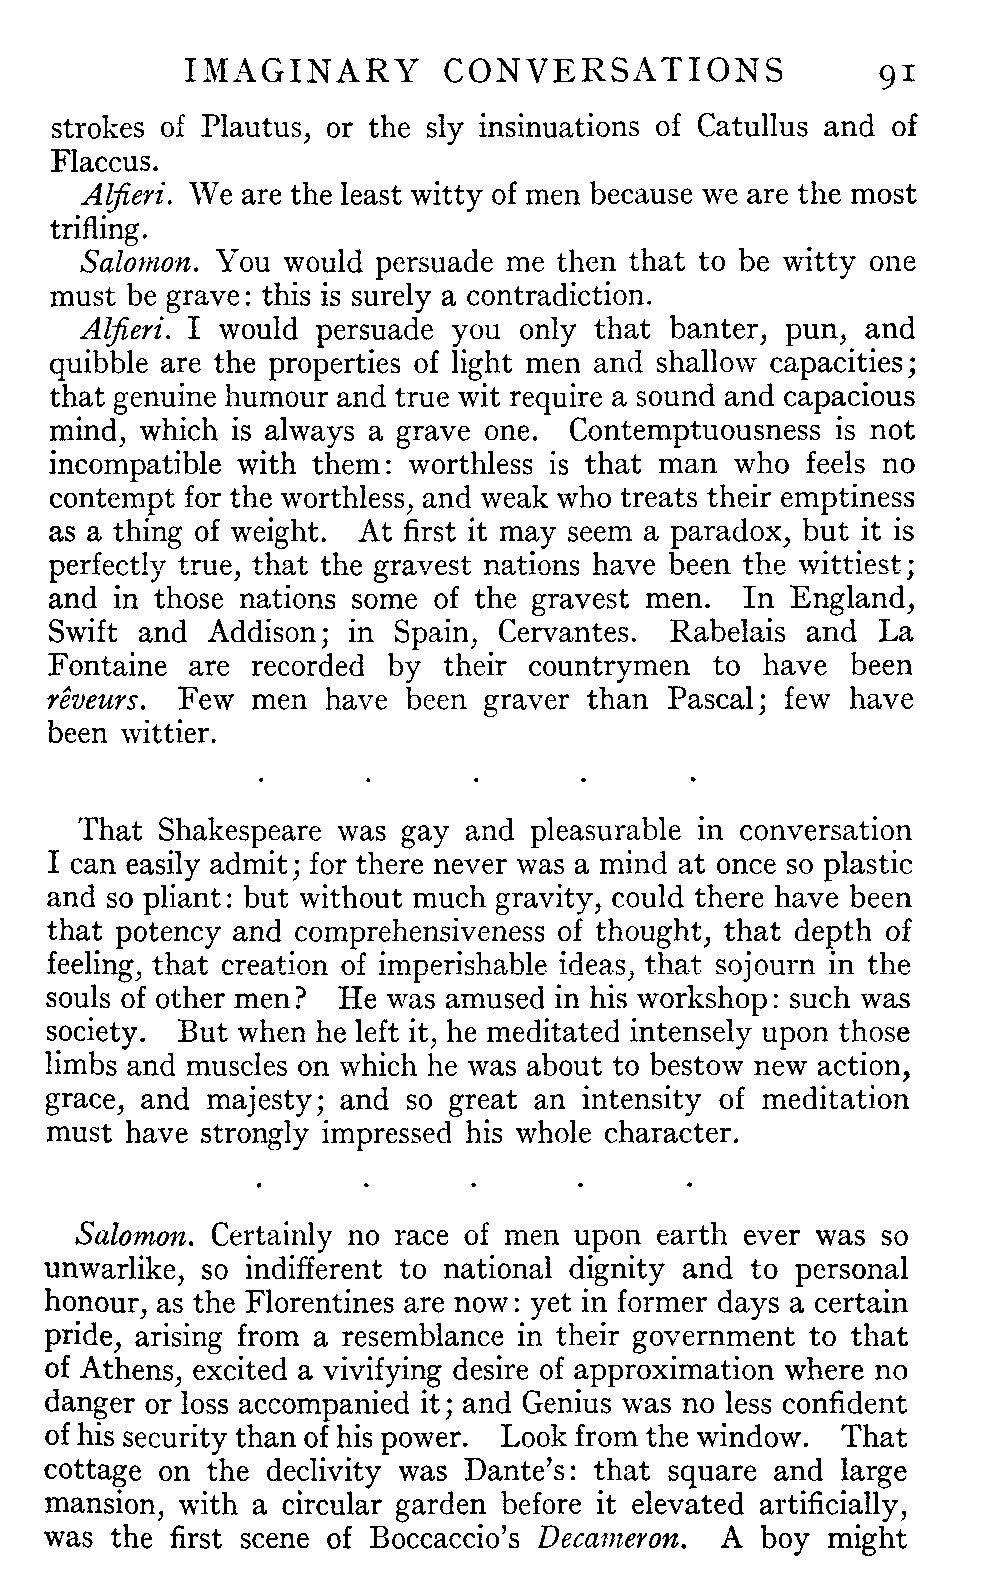 IMAGINARY CONVERSATIONS 91
strokes of Plautus, or the sly insinuations of Catullus and of
Flaccus.
Alfieri. We are the least witty of men because we are the most
trifling.
Salomon. You would persuade me then that to be witty one
must be grave: this is surely a contradiction.
Alfieri. I would persuade you only that banter, pun, and
quibble are the properties of light men and shallow capacities;
that genuine humour and true wit require a sound and capacious
mind, which is always a grave one. Contemptuousness is not
incompatible with them: worthless is that man who feels no
contempt for the worthless, and weak who treats their emptiness
as a thing of weight. At first it may seem a paradox, but it is
perfectly true, that the gravest nations have been the wittiest;
and in those nations some of the gravest men. In England,
Swift and Addison; in Spain, Cervantes. Rabelais and La
Fontaine are recorded by their countrymen to have been
rêveurs. Few men have been graver than Pascal; few have
been wittier.
. . . . .
That Shakespeare was gay and pleasurable in conversation
I can easily admit; for there never was a mind at once so plastic
and so pliant: but without much gravity, could there have been
that potency and comprehensiveness of thought, that depth of
feeling, that creation of imperishable ideas, that sojourn in the
souls of other men? He was amused in his workshop: such was
society. But when he left it, he meditated intensely upon those
limbs and muscles on which he was about to bestow new action,
grace, and majesty; and so great an intensity of meditation
must have strongly impressed his whole character.
. . . . .
Salomon. Certainly no race of men upon earth ever was so
unwarlike, so indifferent to national dignity and to personal
honour, as the Florentines are now: yet in former days a certain
pride, arising from a resemblance in their government to that
of Athens, excited a vivifying desire of approximation where no
danger or loss accompanied it; and Genius was no less confident
of his security than of his power. Look from the window. That
cottage on the declivity was Dante's: that square and large
mansion, with a circular garden before it elevated artificially,
was the first scene of Boccaccio's Decameron. A boy might